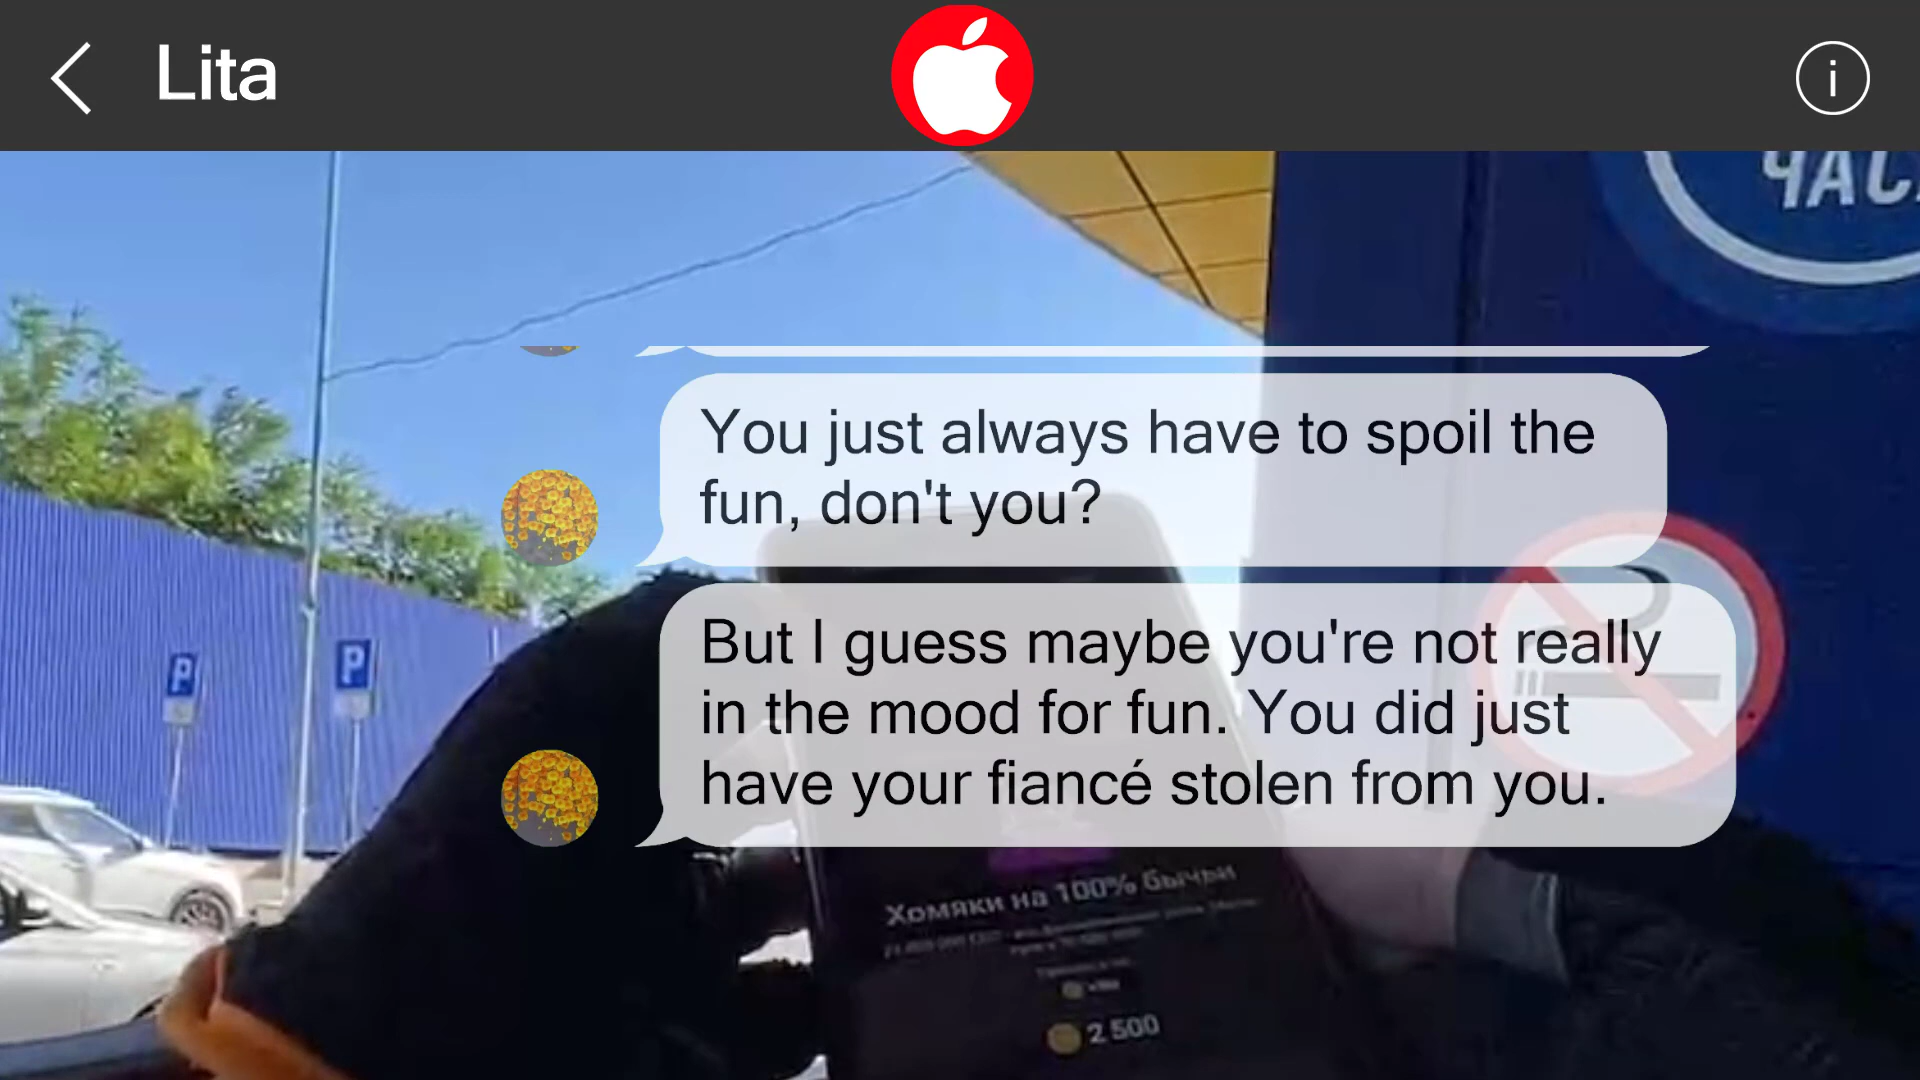 Lita
i
ЧАС
You just always have to spoil the
fun, don't you?
But I guess maybe you're not really
in the mood for fun. You did just
have your fiancé stolen from you.
P
P
Хомяки на 100% бычьи
2 500